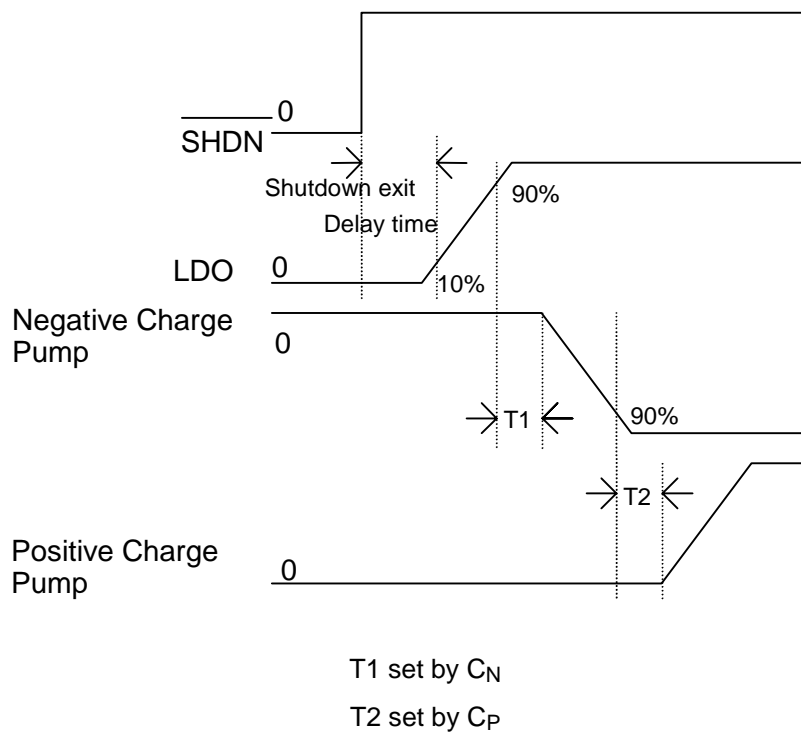 0
SHDN
Shutdown exit
Delay time
90%
LDO
0
10%
Negative Charge
Pump
0
T1
90%
T2
Positive Charge
Pump
0
T1 set by CN
T2 set by CP